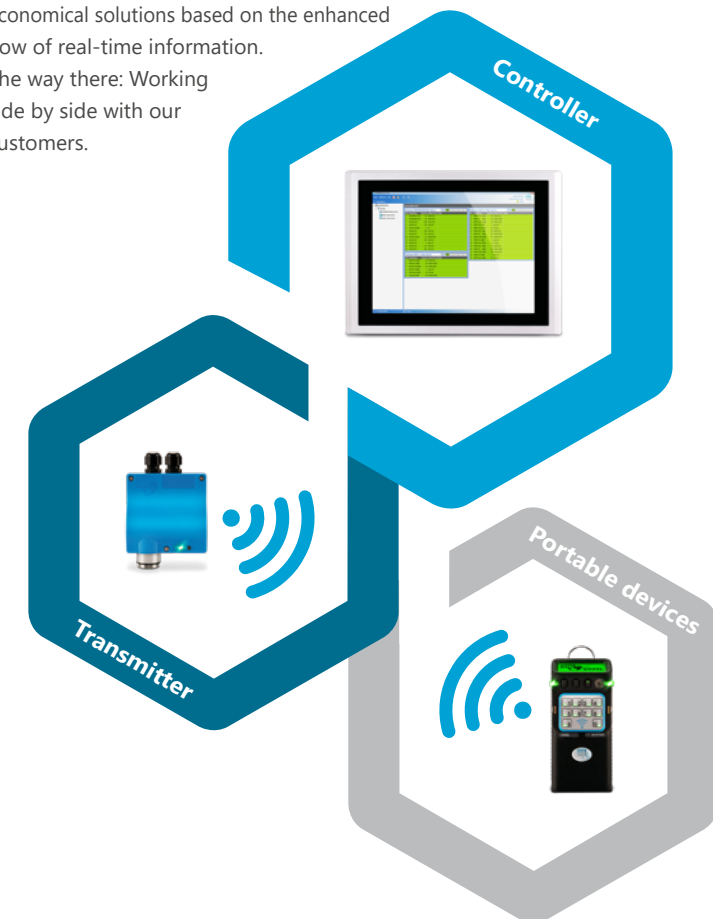 conomical solutions based on the enhanced
ow of real-time information.
he way there: Working
de by side with our
ustomers.
Controller
Transmitter
Portable devices